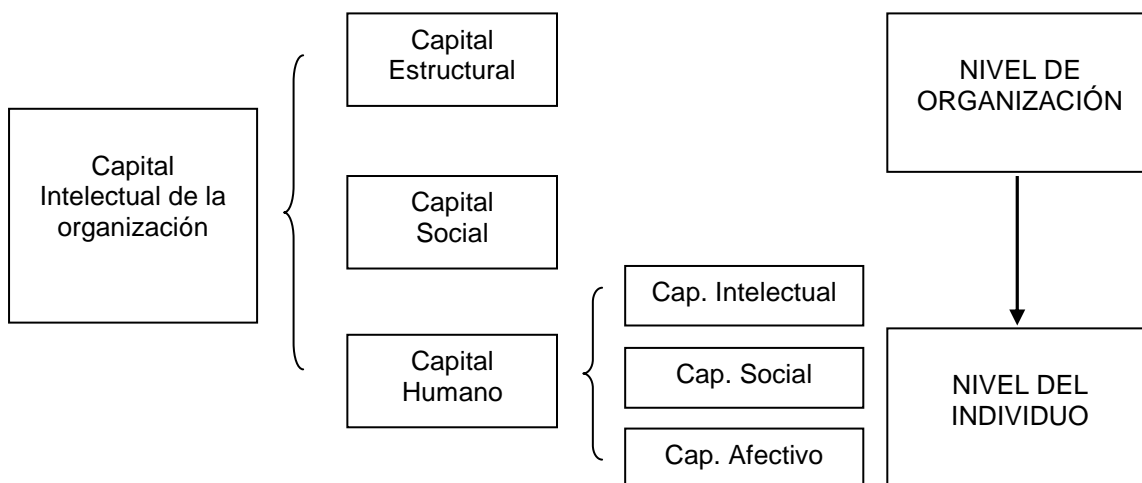 Capital
Estructural
NIVEL DE
ORGANIZACIÓN
Capital
Intelectual de la
organización
Capital
Social
Cap. Intelectual
Capital
Humano
Cap. Social
Cap. Afectivo
NIVEL DEL
INDIVIDUO